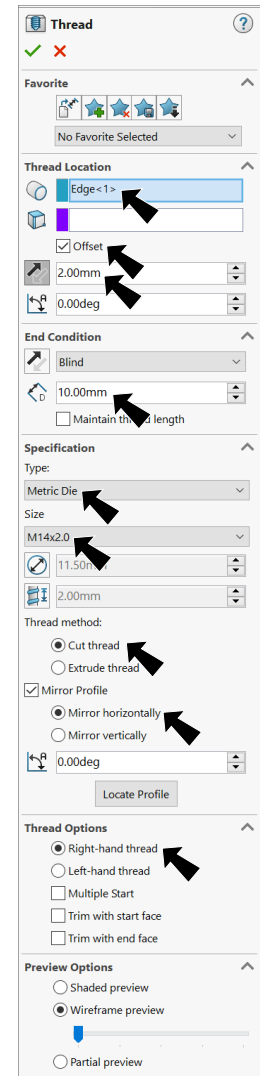 Thread
?
Favorite
No Favorite Selected
Thread Location
Edge<1>
Offset
2.00mm
A
0.00deg
End Condition
Blind
D
10.00mm
Maintain length
Specification
Type:
Metric Die
Size
M14x2.0
2.00mm
Thread method:
Cut thread
Extrude thread
Mirror Profile
Mirror horizontally
Mirror vertically
A
0.00deg
Locate Profile
Thread Options
Right-hand thread
Left-hand thread
Multiple Start
Trim with start face
Trim with end face
Preview Options
Shaded preview
Wireframe preview
Partial preview